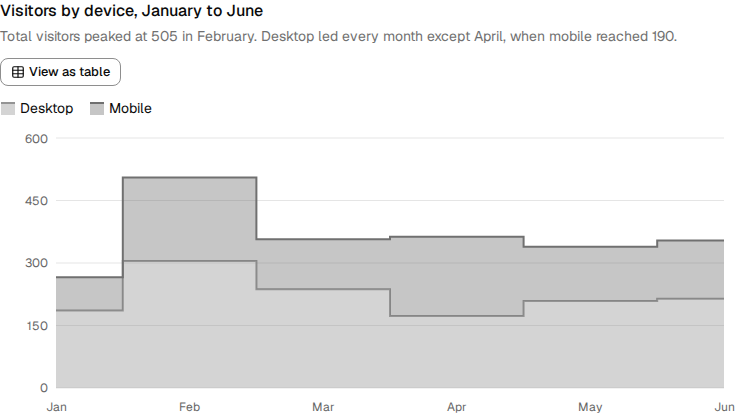 Visitors by device, January to June
Total visitors peaked at 505 in February. Desktop led every month except April, when mobile reached 190.
View as table
Desktop Mobile
600
450
300
150
0
Jan Feb Mar Apr May Jun